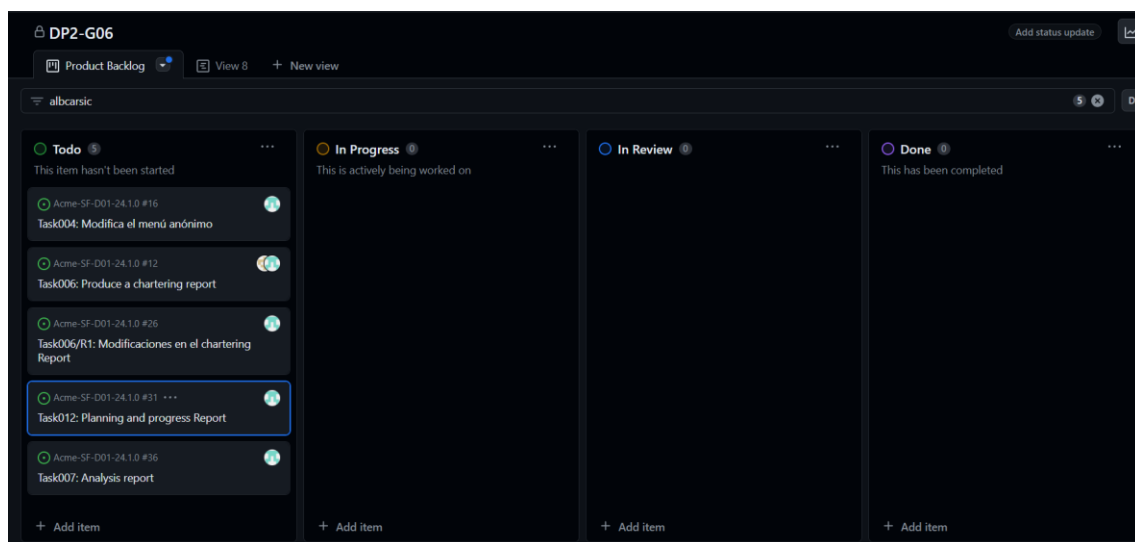 DP2-G06
Add status update
Product Backlog
View 8
+ New view
albcarsic
5
D
Todo 5
This item hasn't been started
Acme-SF-D01-24.1.0 #16
Task004: Modifica el menú anónimo
Acme-SF-D01-24.1.0 #12
Task006: Produce a chartering report
Acme-SF-D01-24.1.0 #26
Task006/R1: Modificaciones en el chartering
Report
Acme-SF-D01-24.1.0 #31 ···
Task012: Planning and progress Report
Acme-SF-D01-24.1.0 #36
Task007: Analysis report
+ Add item
In Progress 0
This is actively being worked on
+ Add item
In Review 0
+ Add item
Done 0
This has been completed
+ Add item